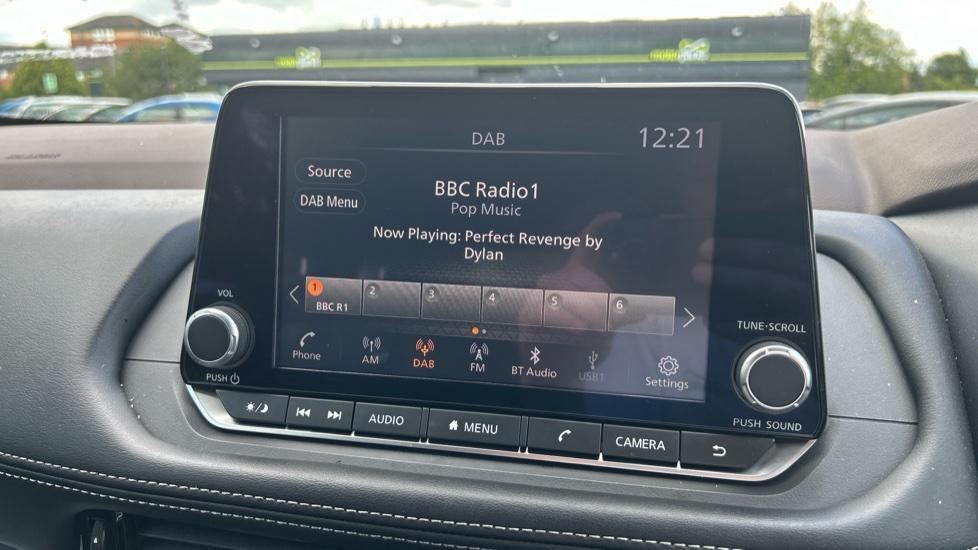 DAB
12:21
Source
DAB Menu
BBC Radio1
Pop Music
Now Playing: Perfect Revenge by
Dylan
1
BBC R1
2
3
4
5
6
Phone
AM
DAB
FM
BT Audio
USB1
Settings
VOL
PUSH
TUNE·SCROLL
PUSH SOUND
AUDIO
MENU
CAMERA